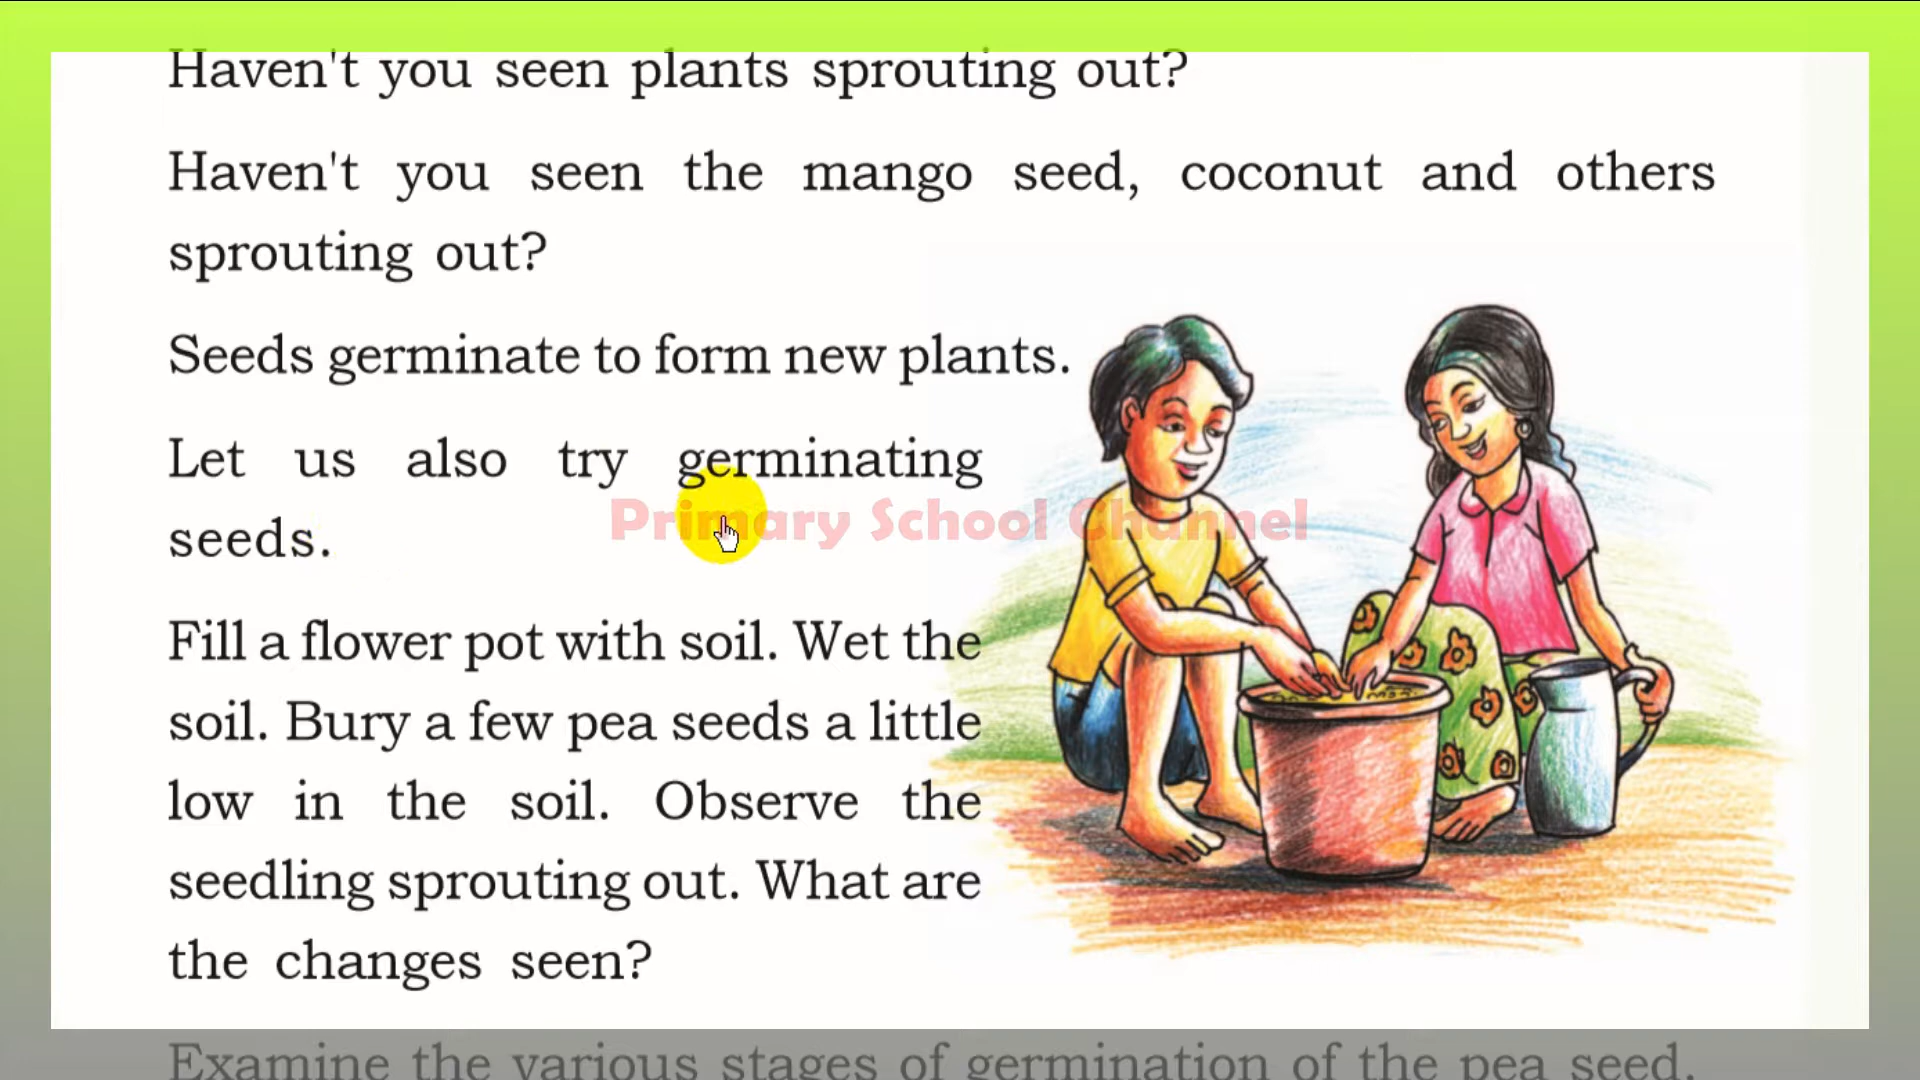 Haven't you seen plants sprouting out?
Haven't you seen the mango seed, coconut and others
sprouting out?
Seeds germinate to form new plants.
Let us also try germinating
seeds.
Primary School Channel
Fill a flower pot with soil. Wet the
soil. Bury a few pea seeds a little
low in the soil. Observe the
seedling sprouting out. What are
the changes seen?
Examine the various stages of germination of the pea seed.